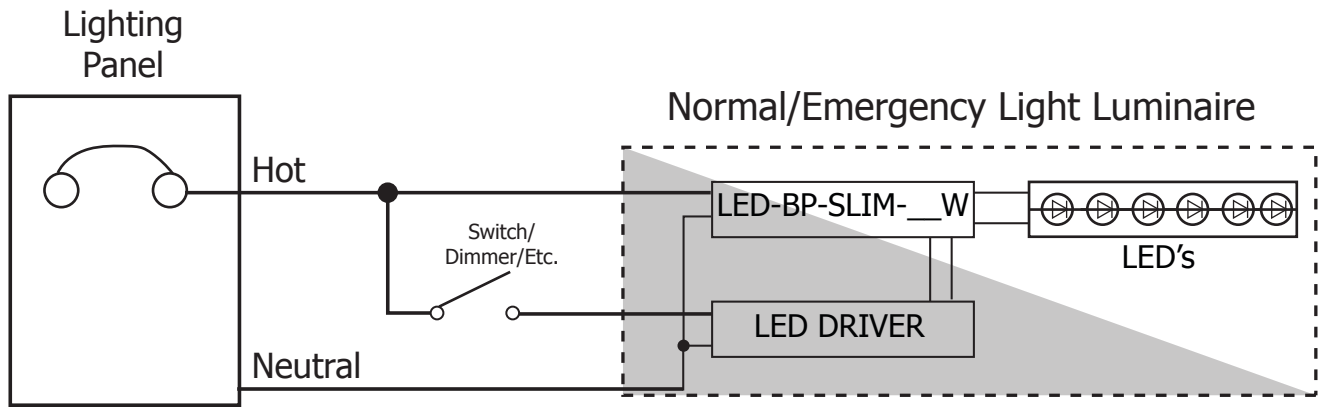 Lighting
Panel
Normal/Emergency Light Luminaire
Hot
LED-BP-SLIM-__W
Switch/
Dimmer/Etc.
LED's
LED DRIVER
Neutral